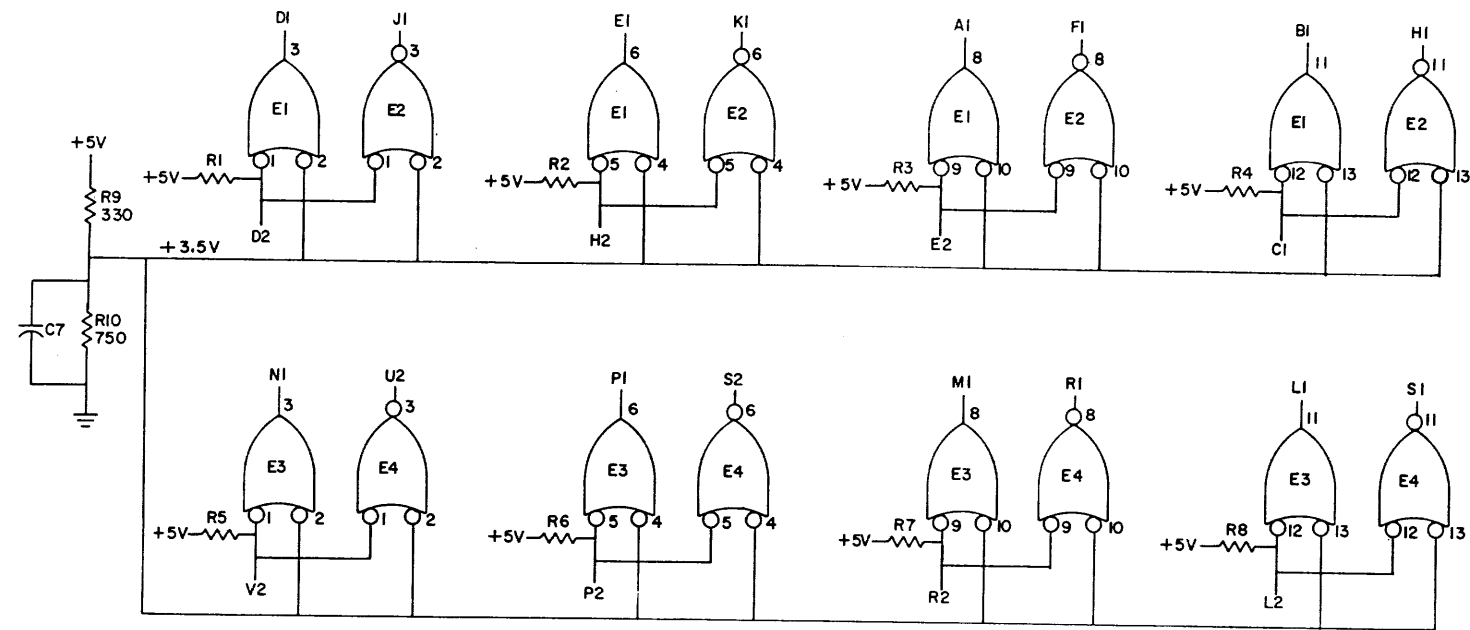 D1 J1 E1 K1 A1 F1 B1 H1
3 3 6 6 8 8 11 11
E1 E2 E1 E2 E1 E2 E1 E2
+5V
R1 1 2 1 2 R2 5 4 5 4 R3 9 10 9 10 R4 12 13 12 13
+5V +5V +5V +5V
R9
330
D2 H2 E2 C1
+3.5V
C7
R10
750
N1 U2 P1 S2 M1 R1 L1 S1
3 3 6 6 8 8 11 11
E3 E4 E3 E4 E3 E4 E3 E4
R5 1 2 1 2 R6 5 4 5 4 R7 9 10 9 10 R8 12 13 12 13
+5V +5V +5V +5V
V2 P2 R2 L2